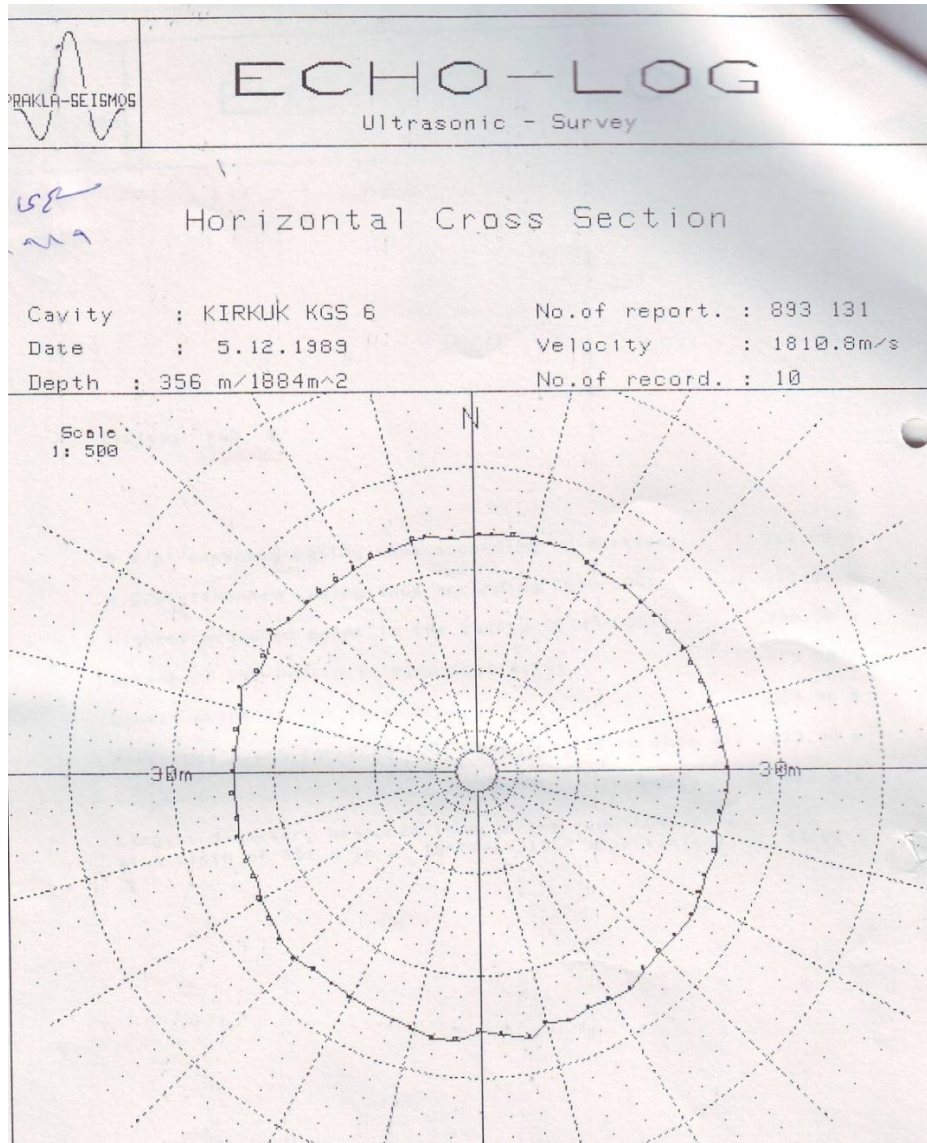 PRAKLA-SEISMOS
ECHO-LOG
Ultrasonic - Survey
Horizontal Cross Section
Cavity : KIRKUK KGS 6
No.of report. : 893 131
Date : 5.12.1989
Velocity : 1810.8m/s
Depth : 356 m/1884m^2
No.of record. : 10
Scale
1: 500
N
30m
30m